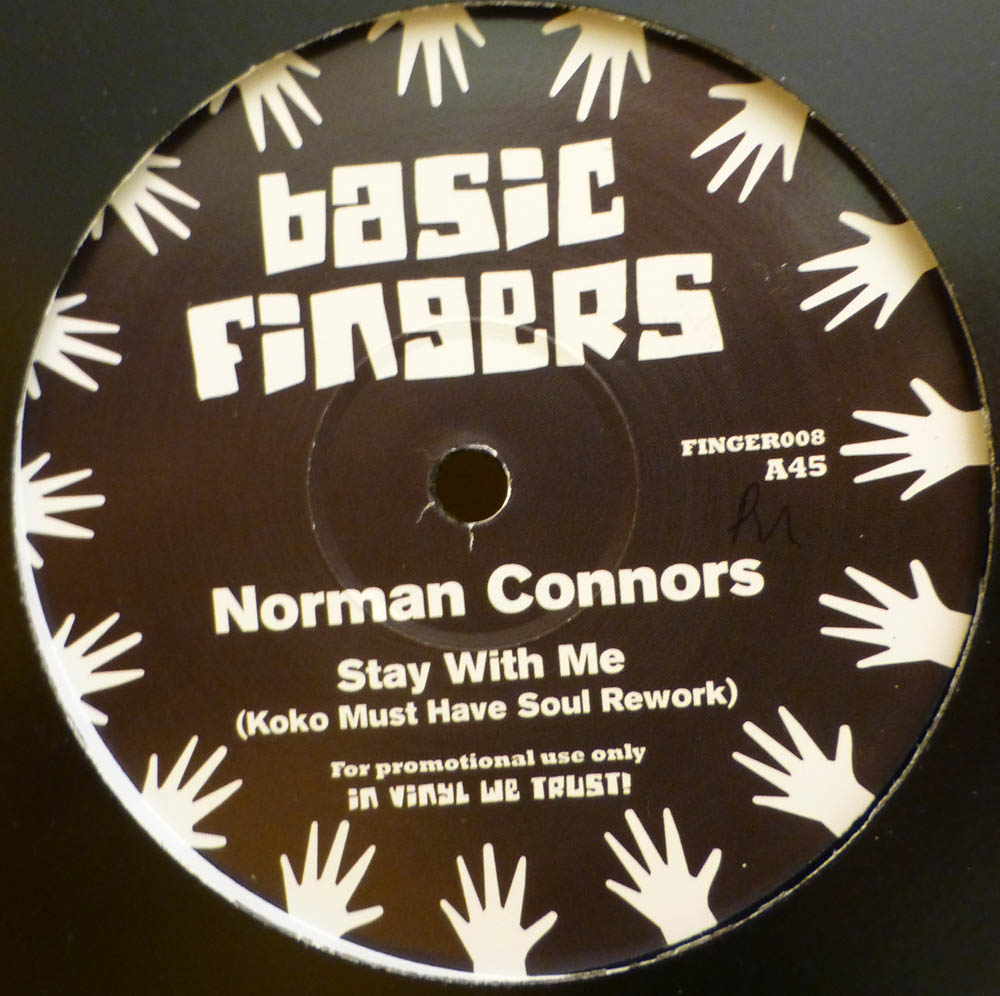 basic
fingers
FINGER008
A45
Norman Connors
Stay With Me
(Koko Must Have Soul Rework)
For promotional use only
in vinyl we trust!